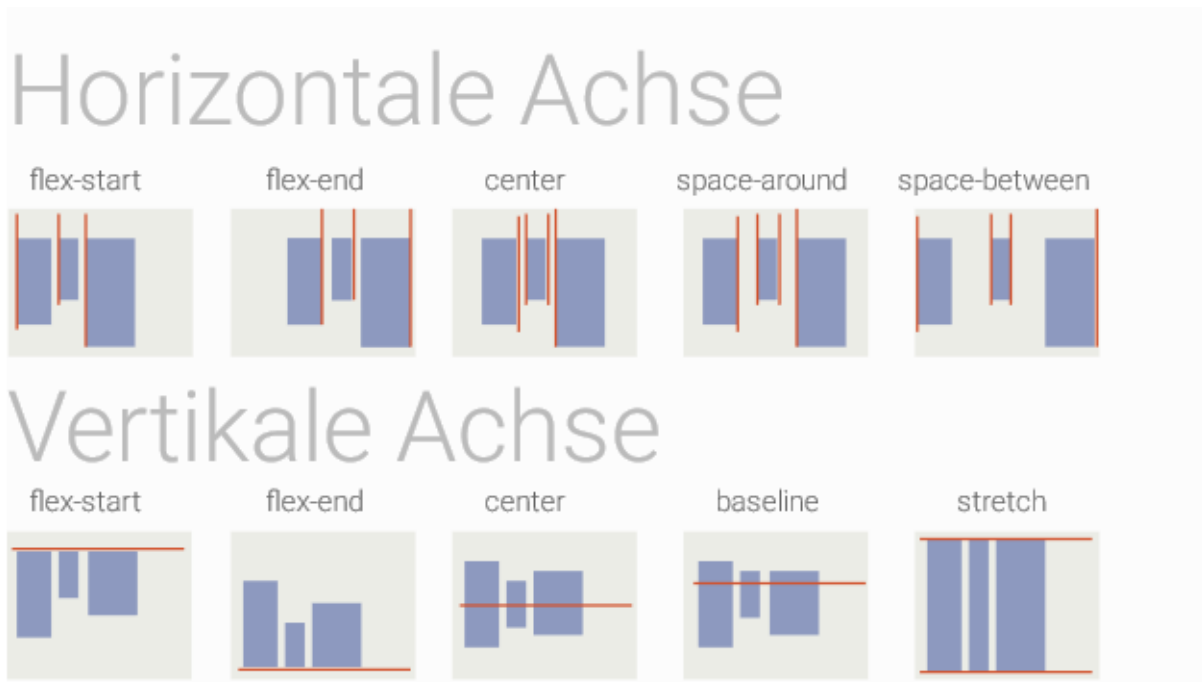 Horizontale Achse
flex-start flex-end center space-around space-between
Vertikale Achse
flex-start flex-end center baseline stretch